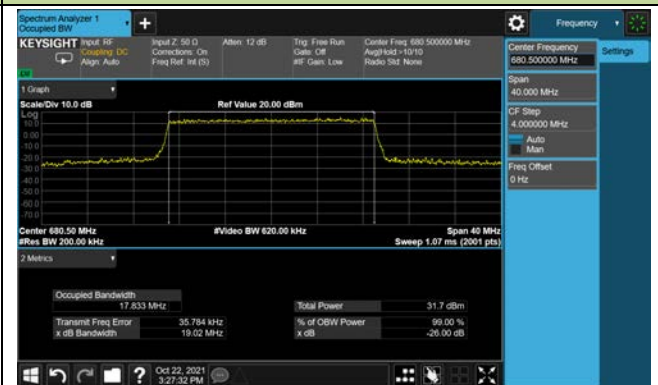 Spectrum Analyzer 1
Occupied BW
Frequency
KEYSIGHT
Input: RF
Coupling: DC
Align: Auto
Input Z: 50 Ω
Corrections: On
Freq Ref: Int (S)
Atten: 12 dB
Trig: Free Run
Gate: Off
#IF Gain: Low
Center Freq: 680.500000 MHz
Avg|Hold:>10/10
Radio Std: None
Center Frequency
680.500000 MHz
Settings
Span
40.000 MHz
CF Step
4.000000 MHz
Auto
Man
Freq Offset
0 Hz
1 Graph
Scale/Div 10.0 dB
Ref Value 20.00 dBm
Log
10.0
0.00
-10.0
-20.0
-30.0
-40.0
-50.0
-60.0
-70.0
Center 680.50 MHz
#Video BW 620.00 kHz
Span 40 MHz
#Res BW 200.00 kHz
Sweep 1.07 ms (2001 pts)
2 Metrics
Occupied Bandwidth
17.833 MHz
Total Power 31.7 dBm
Transmit Freq Error 35.784 kHz
% of OBW Power 99.00 %
x dB Bandwidth 19.02 MHz
x dB -26.00 dB
Oct 22, 2021
3:27:32 PM